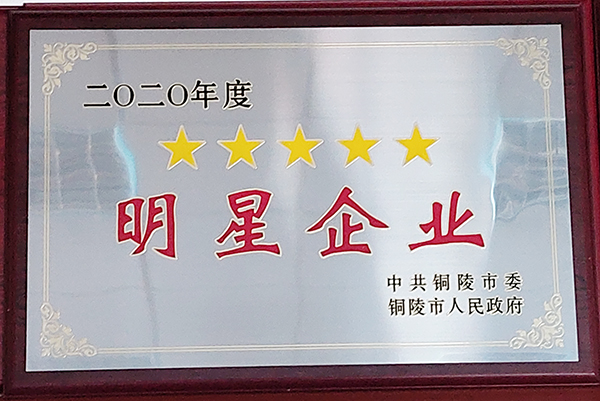 二〇二〇年度
明星企业
中共铜陵市委
铜陵市人民政府